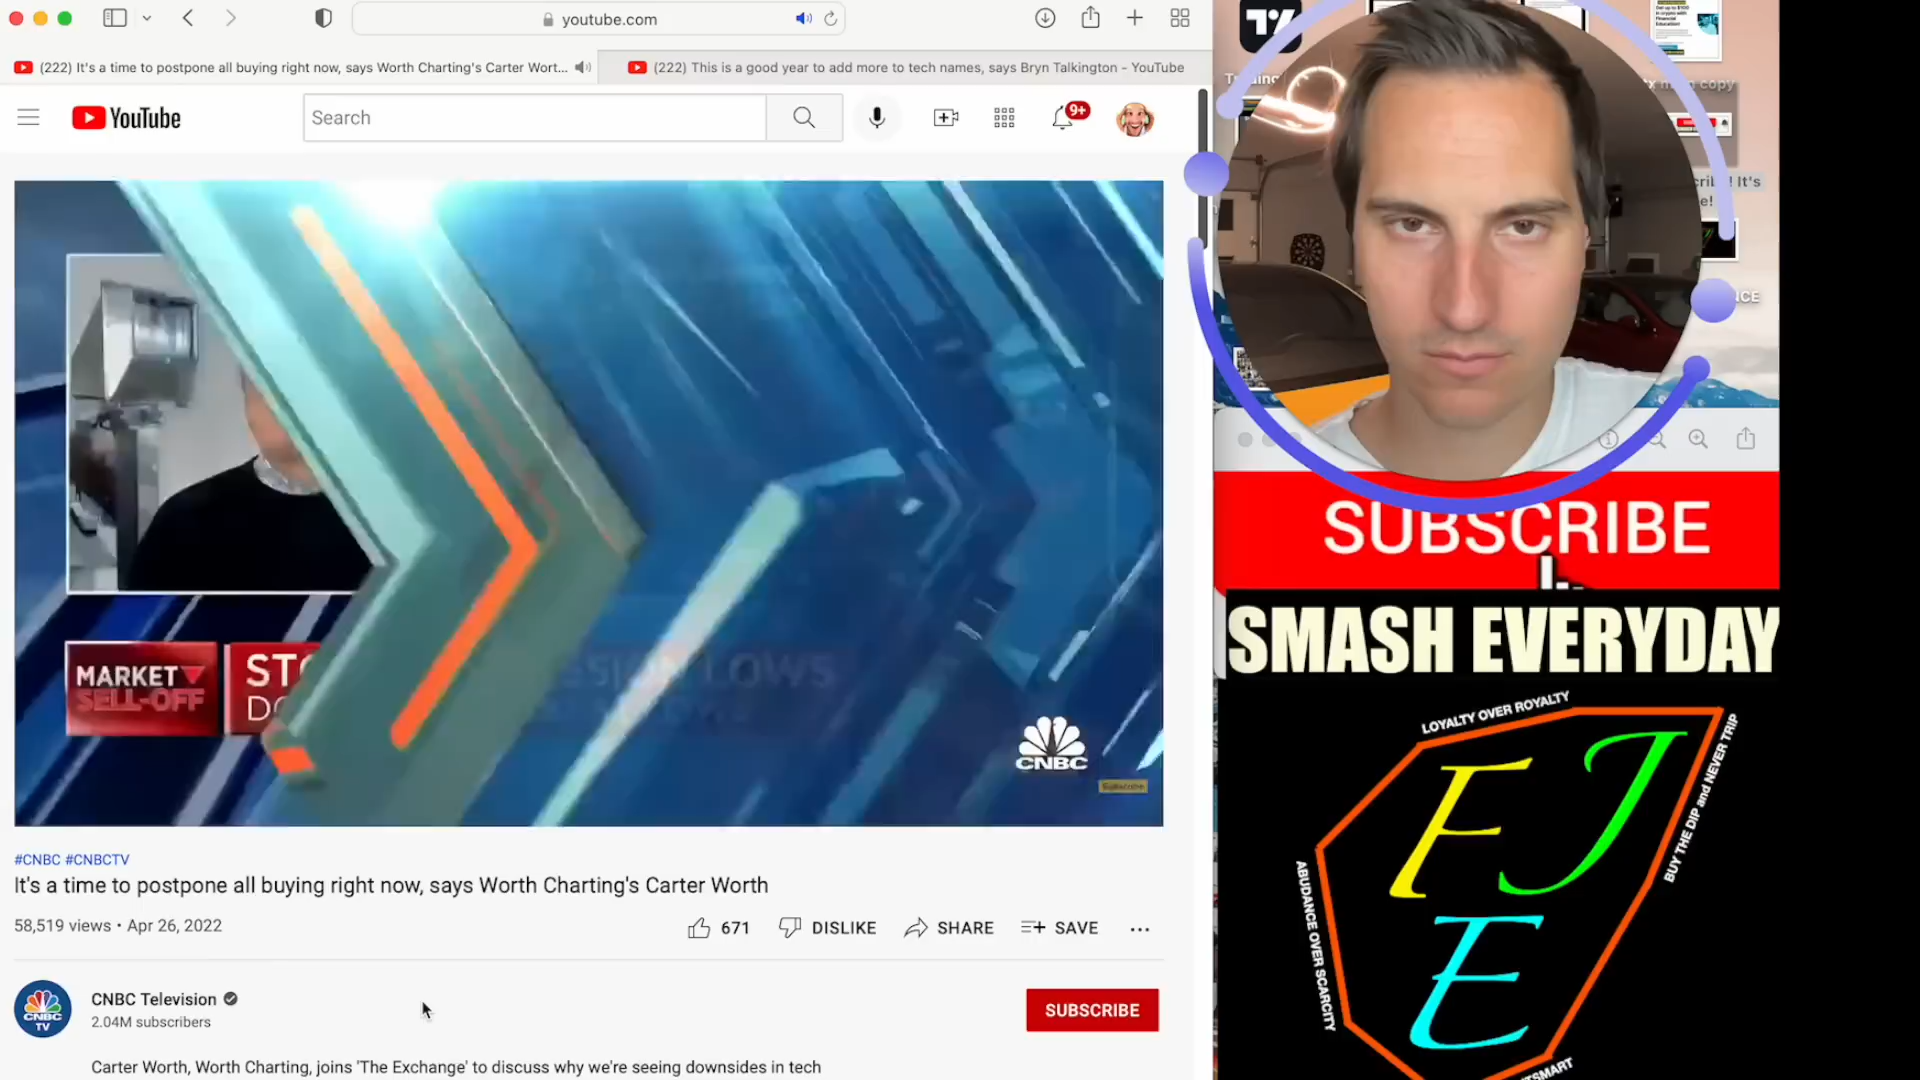 youtube.com
(222) It's a time to postpone all buying right now, says Worth Charting's Carter Wort...
(222) This is a good year to add more to tech names, says Bryn Talkington - YouTube
YouTube
Search
9+
MARKET
SELL-OFF
CNBC
Subscribe
#CNBC #CNBCTV
It's a time to postpone all buying right now, says Worth Charting's Carter Worth
58,519 views • Apr 26, 2022
671
DISLIKE
SHARE
SAVE
CNBC
TV
CNBC Television
2.04M subscribers
SUBSCRIBE
Carter Worth, Worth Charting, joins 'The Exchange' to discuss why we're seeing downsides in tech
copy
SUBSCRIBE
SMASH EVERYDAY
LOYALTY OVER ROYALTY
BUY THE DIP and NEVER TRIP
ABUDANCE OVER SCARCITY
FJE